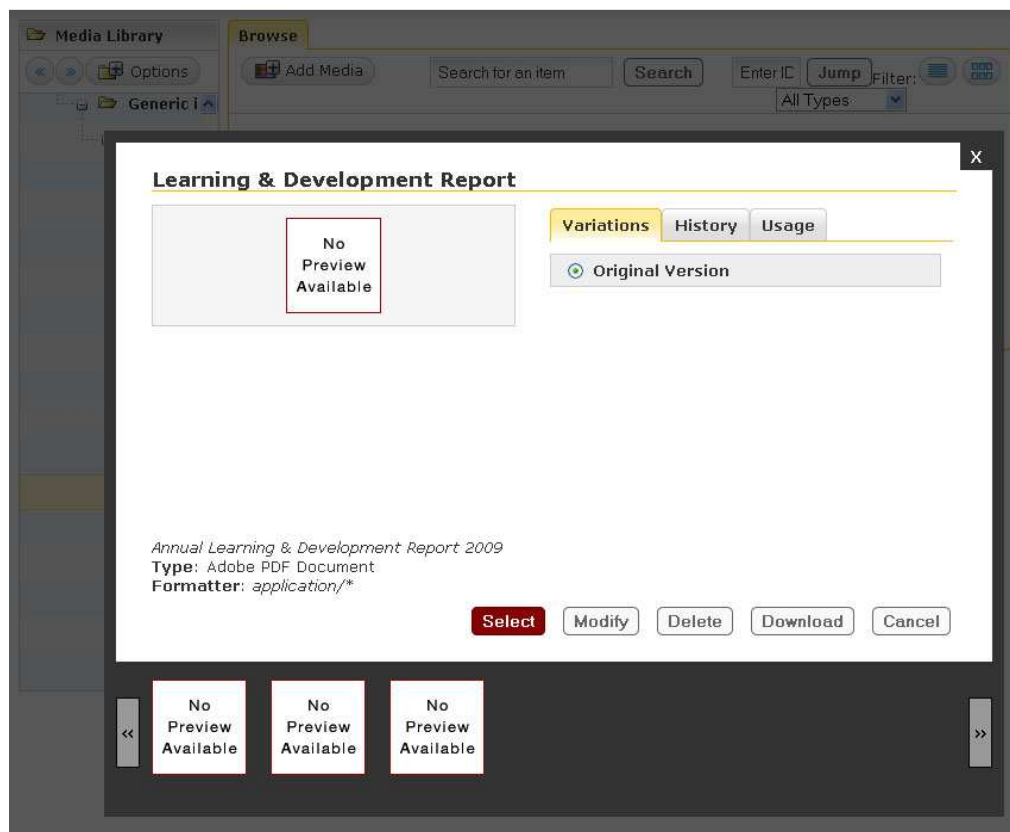 Media Library
Browse
« » Options
Add Media
Search for an item
Search
Enter IC
Jump
Filter:
All Types
Generic i
X
Learning & Development Report
No
Preview
Available
Variations
History
Usage
Original Version
Annual Learning & Development Report 2009
Type: Adobe PDF Document
Formatter: application/*
Select
Modify
Delete
Download
Cancel
«
No
Preview
Available
No
Preview
Available
No
Preview
Available
»